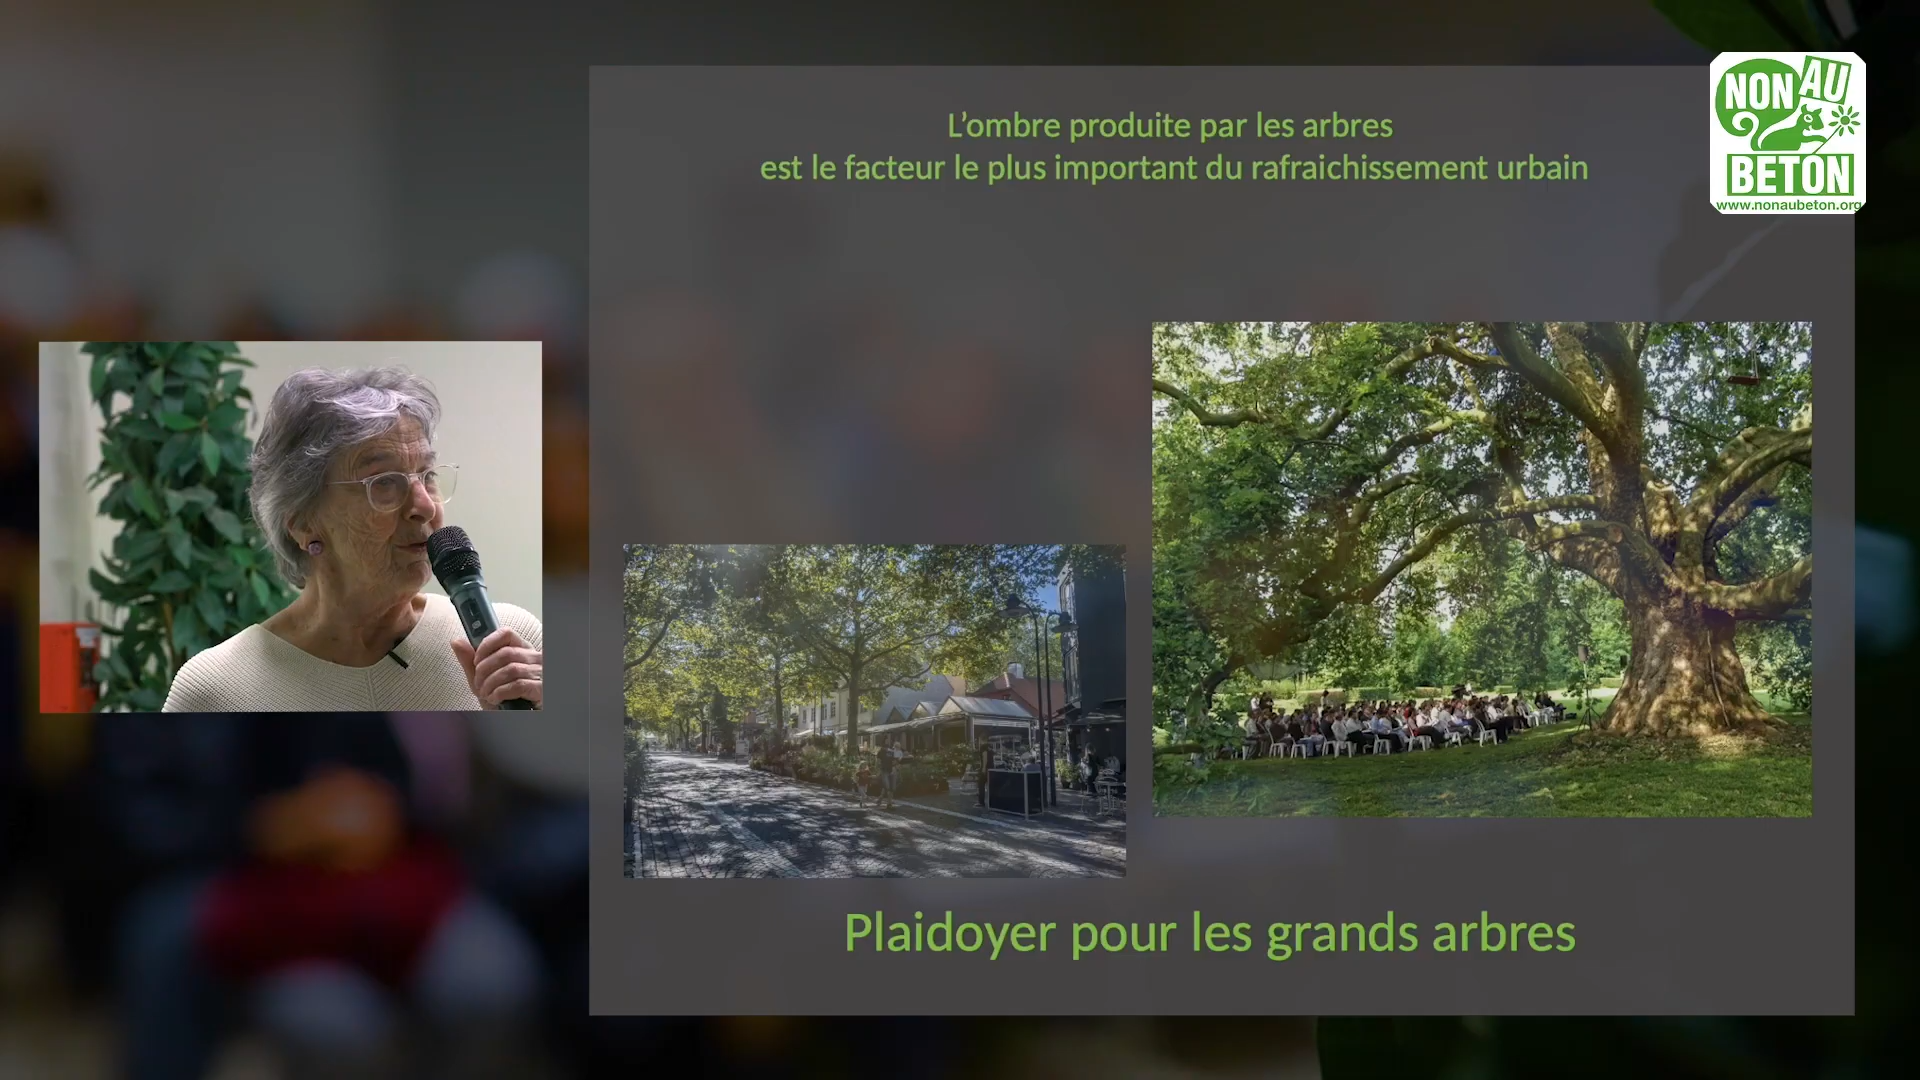 L’ombre produite par les arbres
est le facteur le plus important du rafraichissement urbain
NON AU
BETON
www.nonaubeton.org
Plaidoyer pour les grands arbres